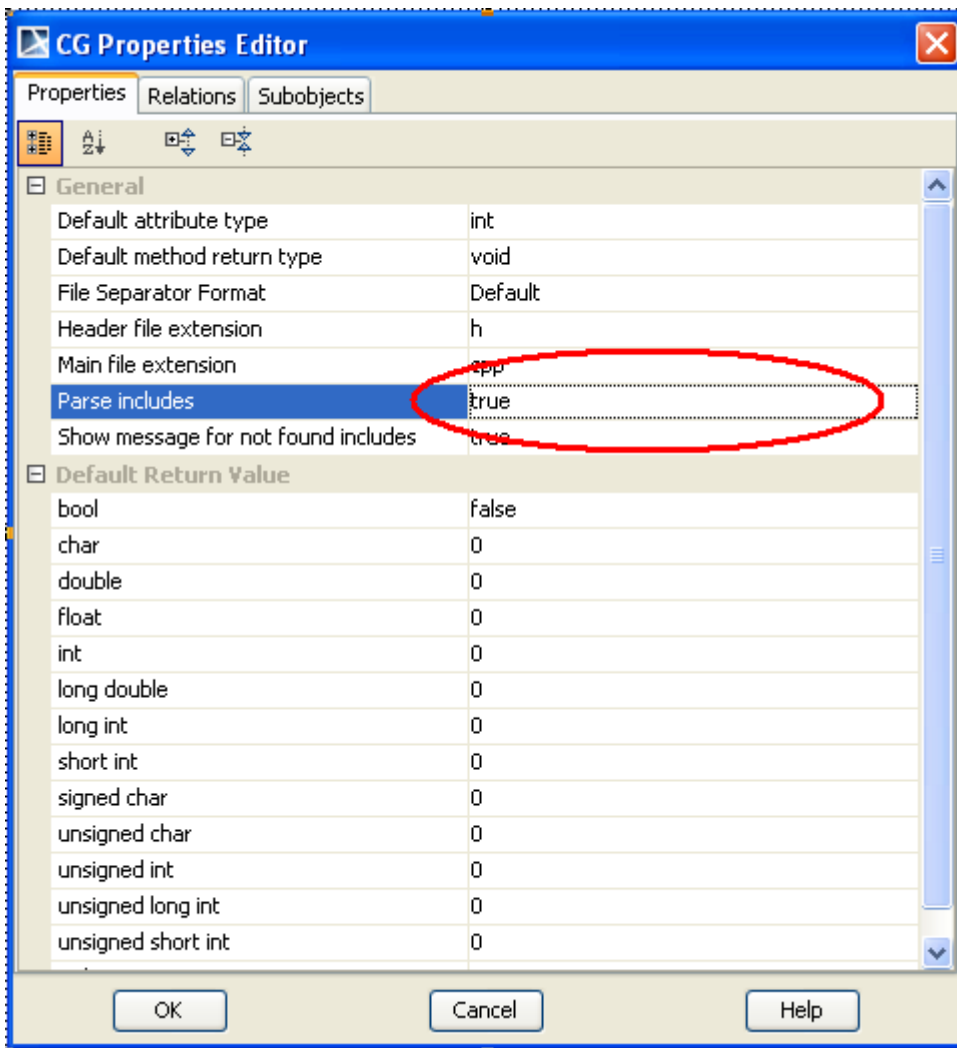 CG Properties Editor
Properties Relations Subobjects
General
Default attribute type int
Default method return type void
File Separator Format Default
Header file extension h
Main file extension cpp
Parse includes true
Show message for not found includes true
Default Return Value
bool false
char 0
double 0
float 0
int 0
long double 0
long int 0
short int 0
signed char 0
unsigned char 0
unsigned int 0
unsigned long int 0
unsigned short int 0
OK Cancel Help